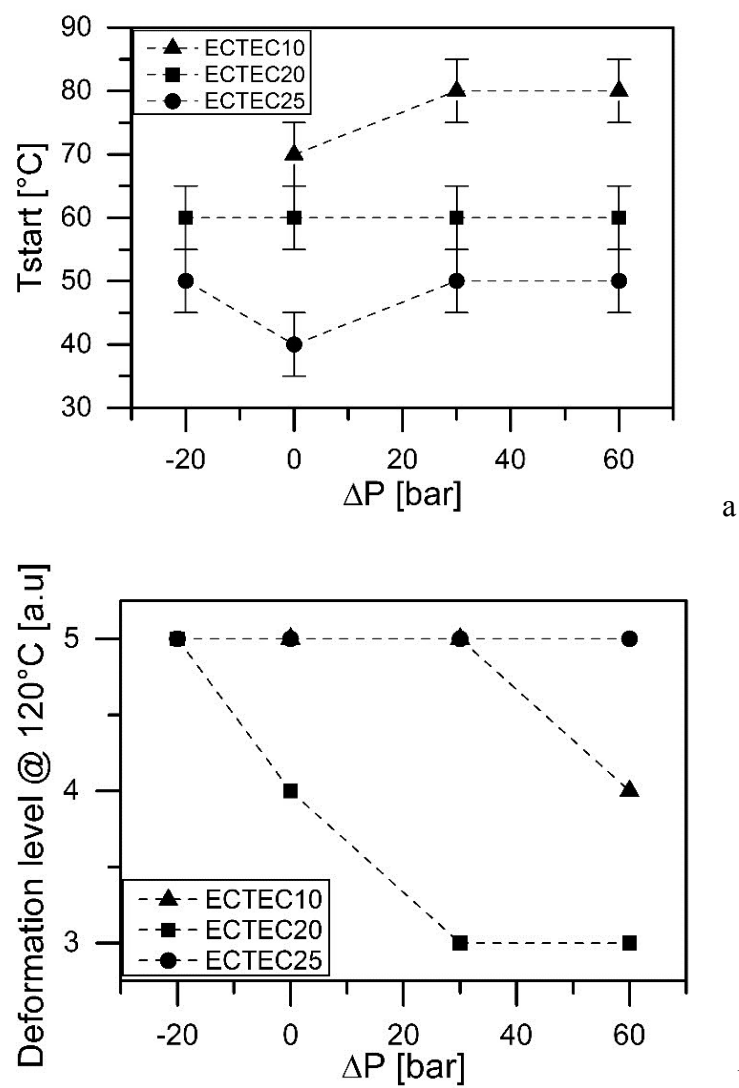 90
80
70
60
50
40
30
Tstart [°C]
ECTEC10
ECTEC20
ECTEC25
-20 0 20 40 60
ΔP [bar]
a
5
4
3
Deformation level @ 120°C [a.u]
ECTEC10
ECTEC20
ECTEC25
-20 0 20 40 60
ΔP [bar]